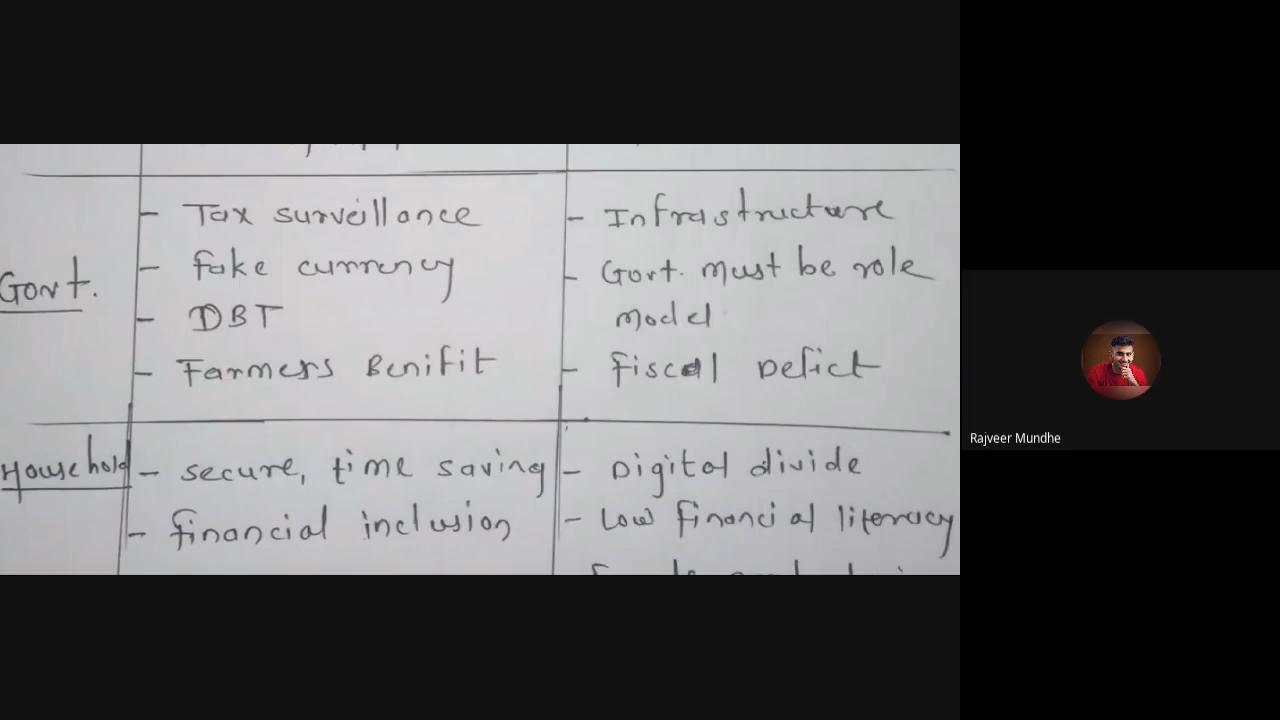 - Tax surveillance
- Infrastructure
Govt.
- fake currency
- Govt. must be role
model
- DBT
- Farmers Benifit
- fiscal Deficit
Household
- secure, time saving
- Digital divide
- financial inclusion
- Low financial literacy
Rajveer Mundhe